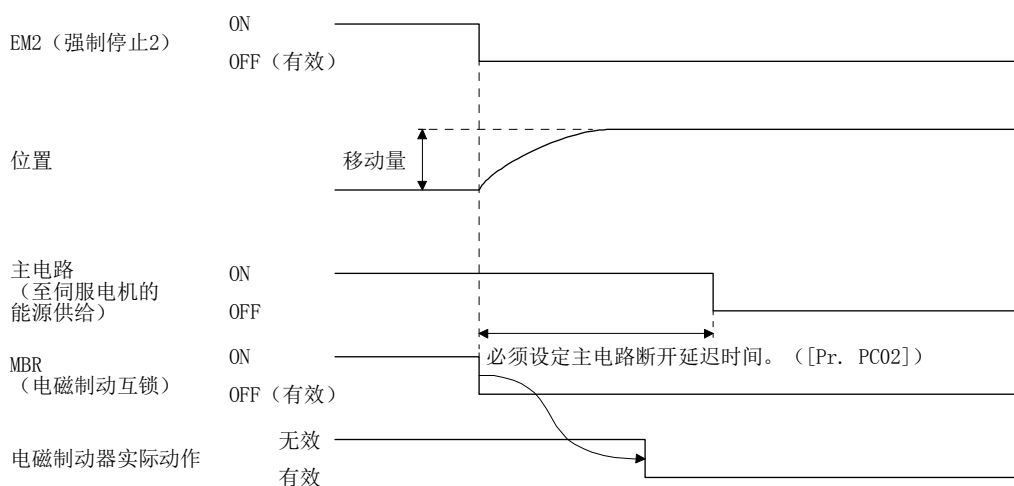 EM2（强制停止2）
ON
OFF（有效）
位置
移动量
主电路
（至伺服电机的
能源供给）
ON
OFF
必须设定主电路断开延迟时间。（[Pr. PC02]）
MBR
（电磁制动互锁）
ON
OFF（有效）
电磁制动器实际动作
无效
有效